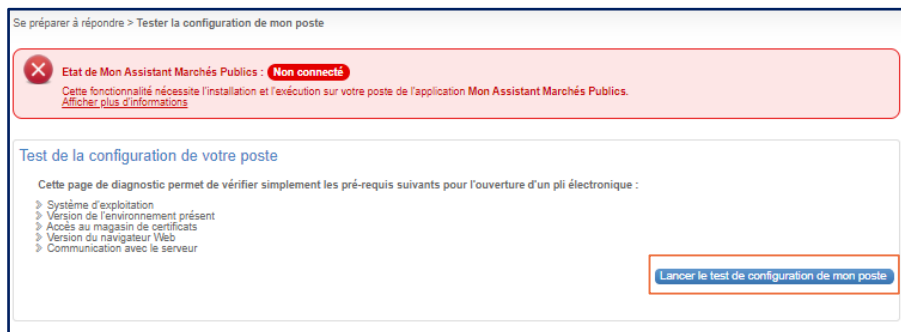 Se préparer à répondre > Tester la configuration de mon poste
Etat de Mon Assistant Marchés Publics : Non connecté
Cette fonctionnalité nécessite l'installation et l'exécution sur votre poste de l'application Mon Assistant Marchés Publics.
Afficher plus d'informations
Test de la configuration de votre poste
Cette page de diagnostic permet de vérifier simplement les pré-requis suivants pour l'ouverture d'un pli électronique :
Système d'exploitation
Version de l'environnement présent
Accès au magasin de certificats
Version du navigateur Web
Communication avec le serveur
Lancer le test de configuration de mon poste